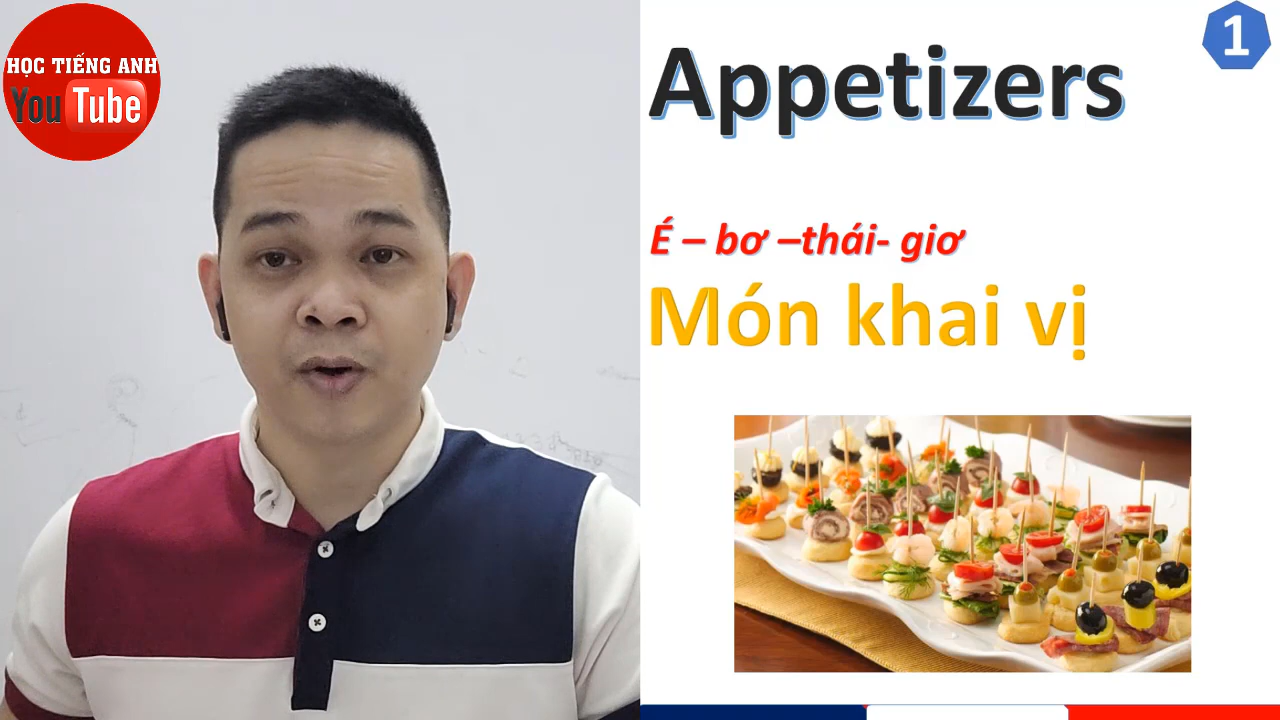 HỌC TIẾNG ANH
YouTube
1
Appetizers
É – bơ –thái- giơ
Món khai vị